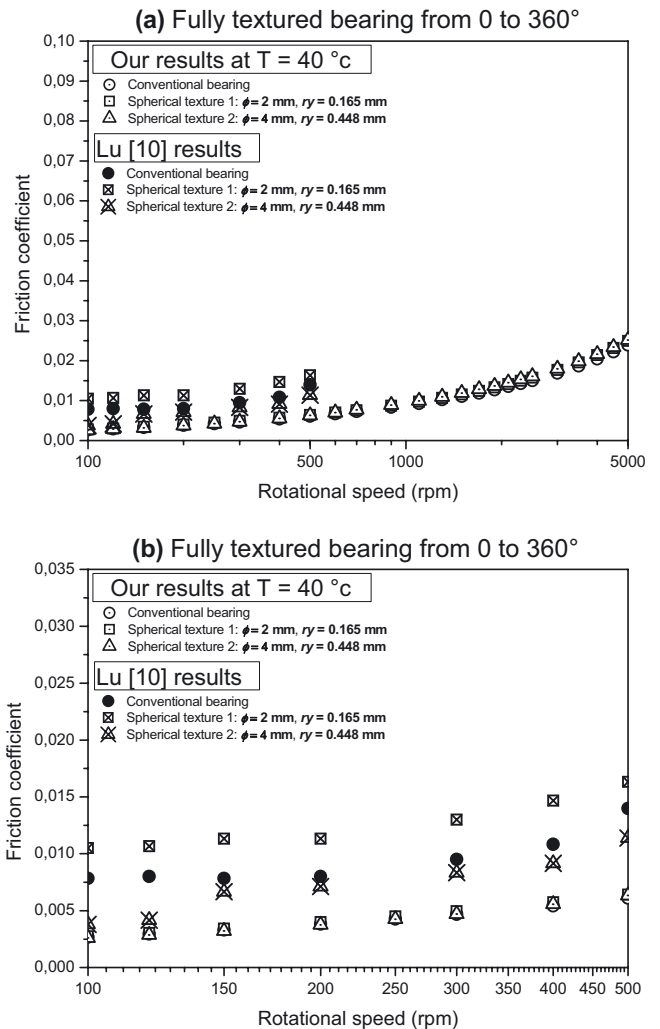 (a) Fully textured bearing from 0 to 360°
0,10
0,09
0,08
0,07
0,06
0,05
0,04
0,03
0,02
0,01
0,00
Friction coefficient
Our results at T = 40 °c
Conventional bearing
Spherical texture 1: ϕ = 2 mm, ry = 0.165 mm
Spherical texture 2: ϕ = 4 mm, ry = 0.448 mm
Lu [10] results
Conventional bearing
Spherical texture 1: ϕ = 2 mm, ry = 0.165 mm
Spherical texture 2: ϕ = 4 mm, ry = 0.448 mm
100 500 1000 5000
Rotational speed (rpm)
(b) Fully textured bearing from 0 to 360°
0,035
0,030
0,025
0,020
0,015
0,010
0,005
0,000
Friction coefficient
Our results at T = 40 °c
Conventional bearing
Spherical texture 1: ϕ = 2 mm, ry = 0.165 mm
Spherical texture 2: ϕ = 4 mm, ry = 0.448 mm
Lu [10] results
Conventional bearing
Spherical texture 1: ϕ = 2 mm, ry = 0.165 mm
Spherical texture 2: ϕ = 4 mm, ry = 0.448 mm
100 150 200 250 300 350 400 450 500
Rotational speed (rpm)